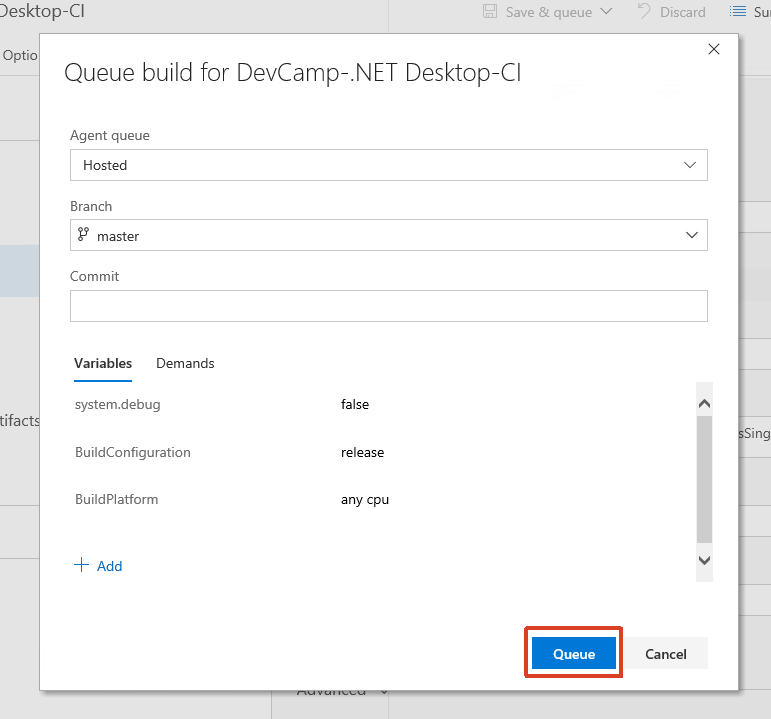 Desktop-CI
Save & queue
Discard
Optio
Queue build for DevCamp-.NET Desktop-CI
Agent queue
Hosted
Branch
master
Commit
Variables Demands
system.debug false
BuildConfiguration release
BuildPlatform any cpu
Add
tifacts
sSing
Queue Cancel
Advanced